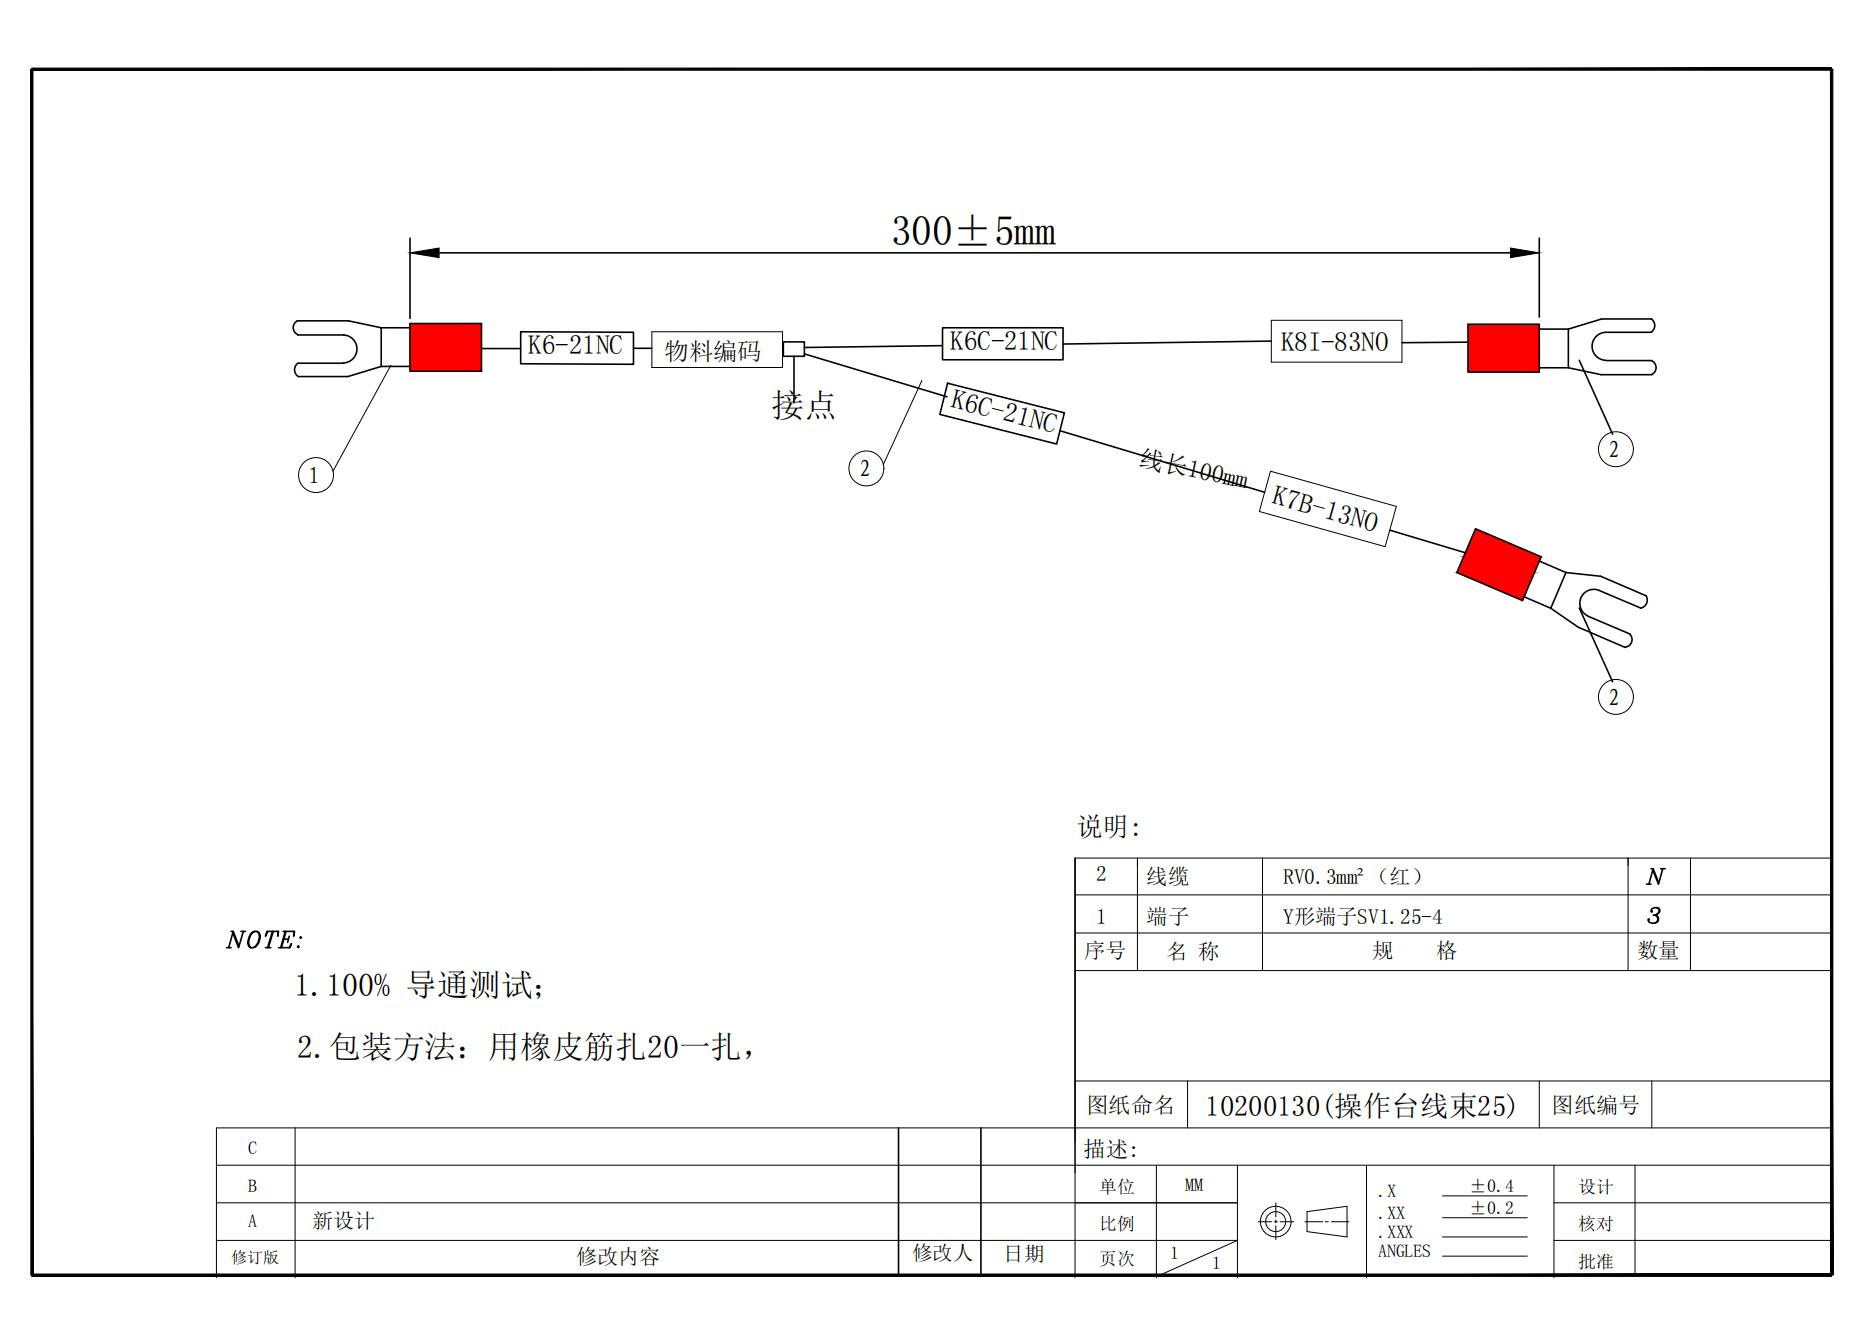 300±5mm
K6-21NC
物料编码
K6C-21NC
K8I-83NO
接点
K6C-21NC
线长100mm
K7B-13NO
1
2
2
2
说明:
2 线缆 RV0.3mm²（红） N
1 端子 Y形端子SV1.25-4 3
序号 名 称 规 格 数量
NOTE:
1.100% 导通测试;
2.包装方法: 用橡皮筋扎20一扎,
图纸命名 10200130(操作台线束25) 图纸编号
C
描述:
B
单位 MM
.X ±0.4
设计
A 新设计
比例
.XX ±0.2
.XXX
核对
修订版 修改内容 修改人 日期
页次 1 1
ANGLES
批准